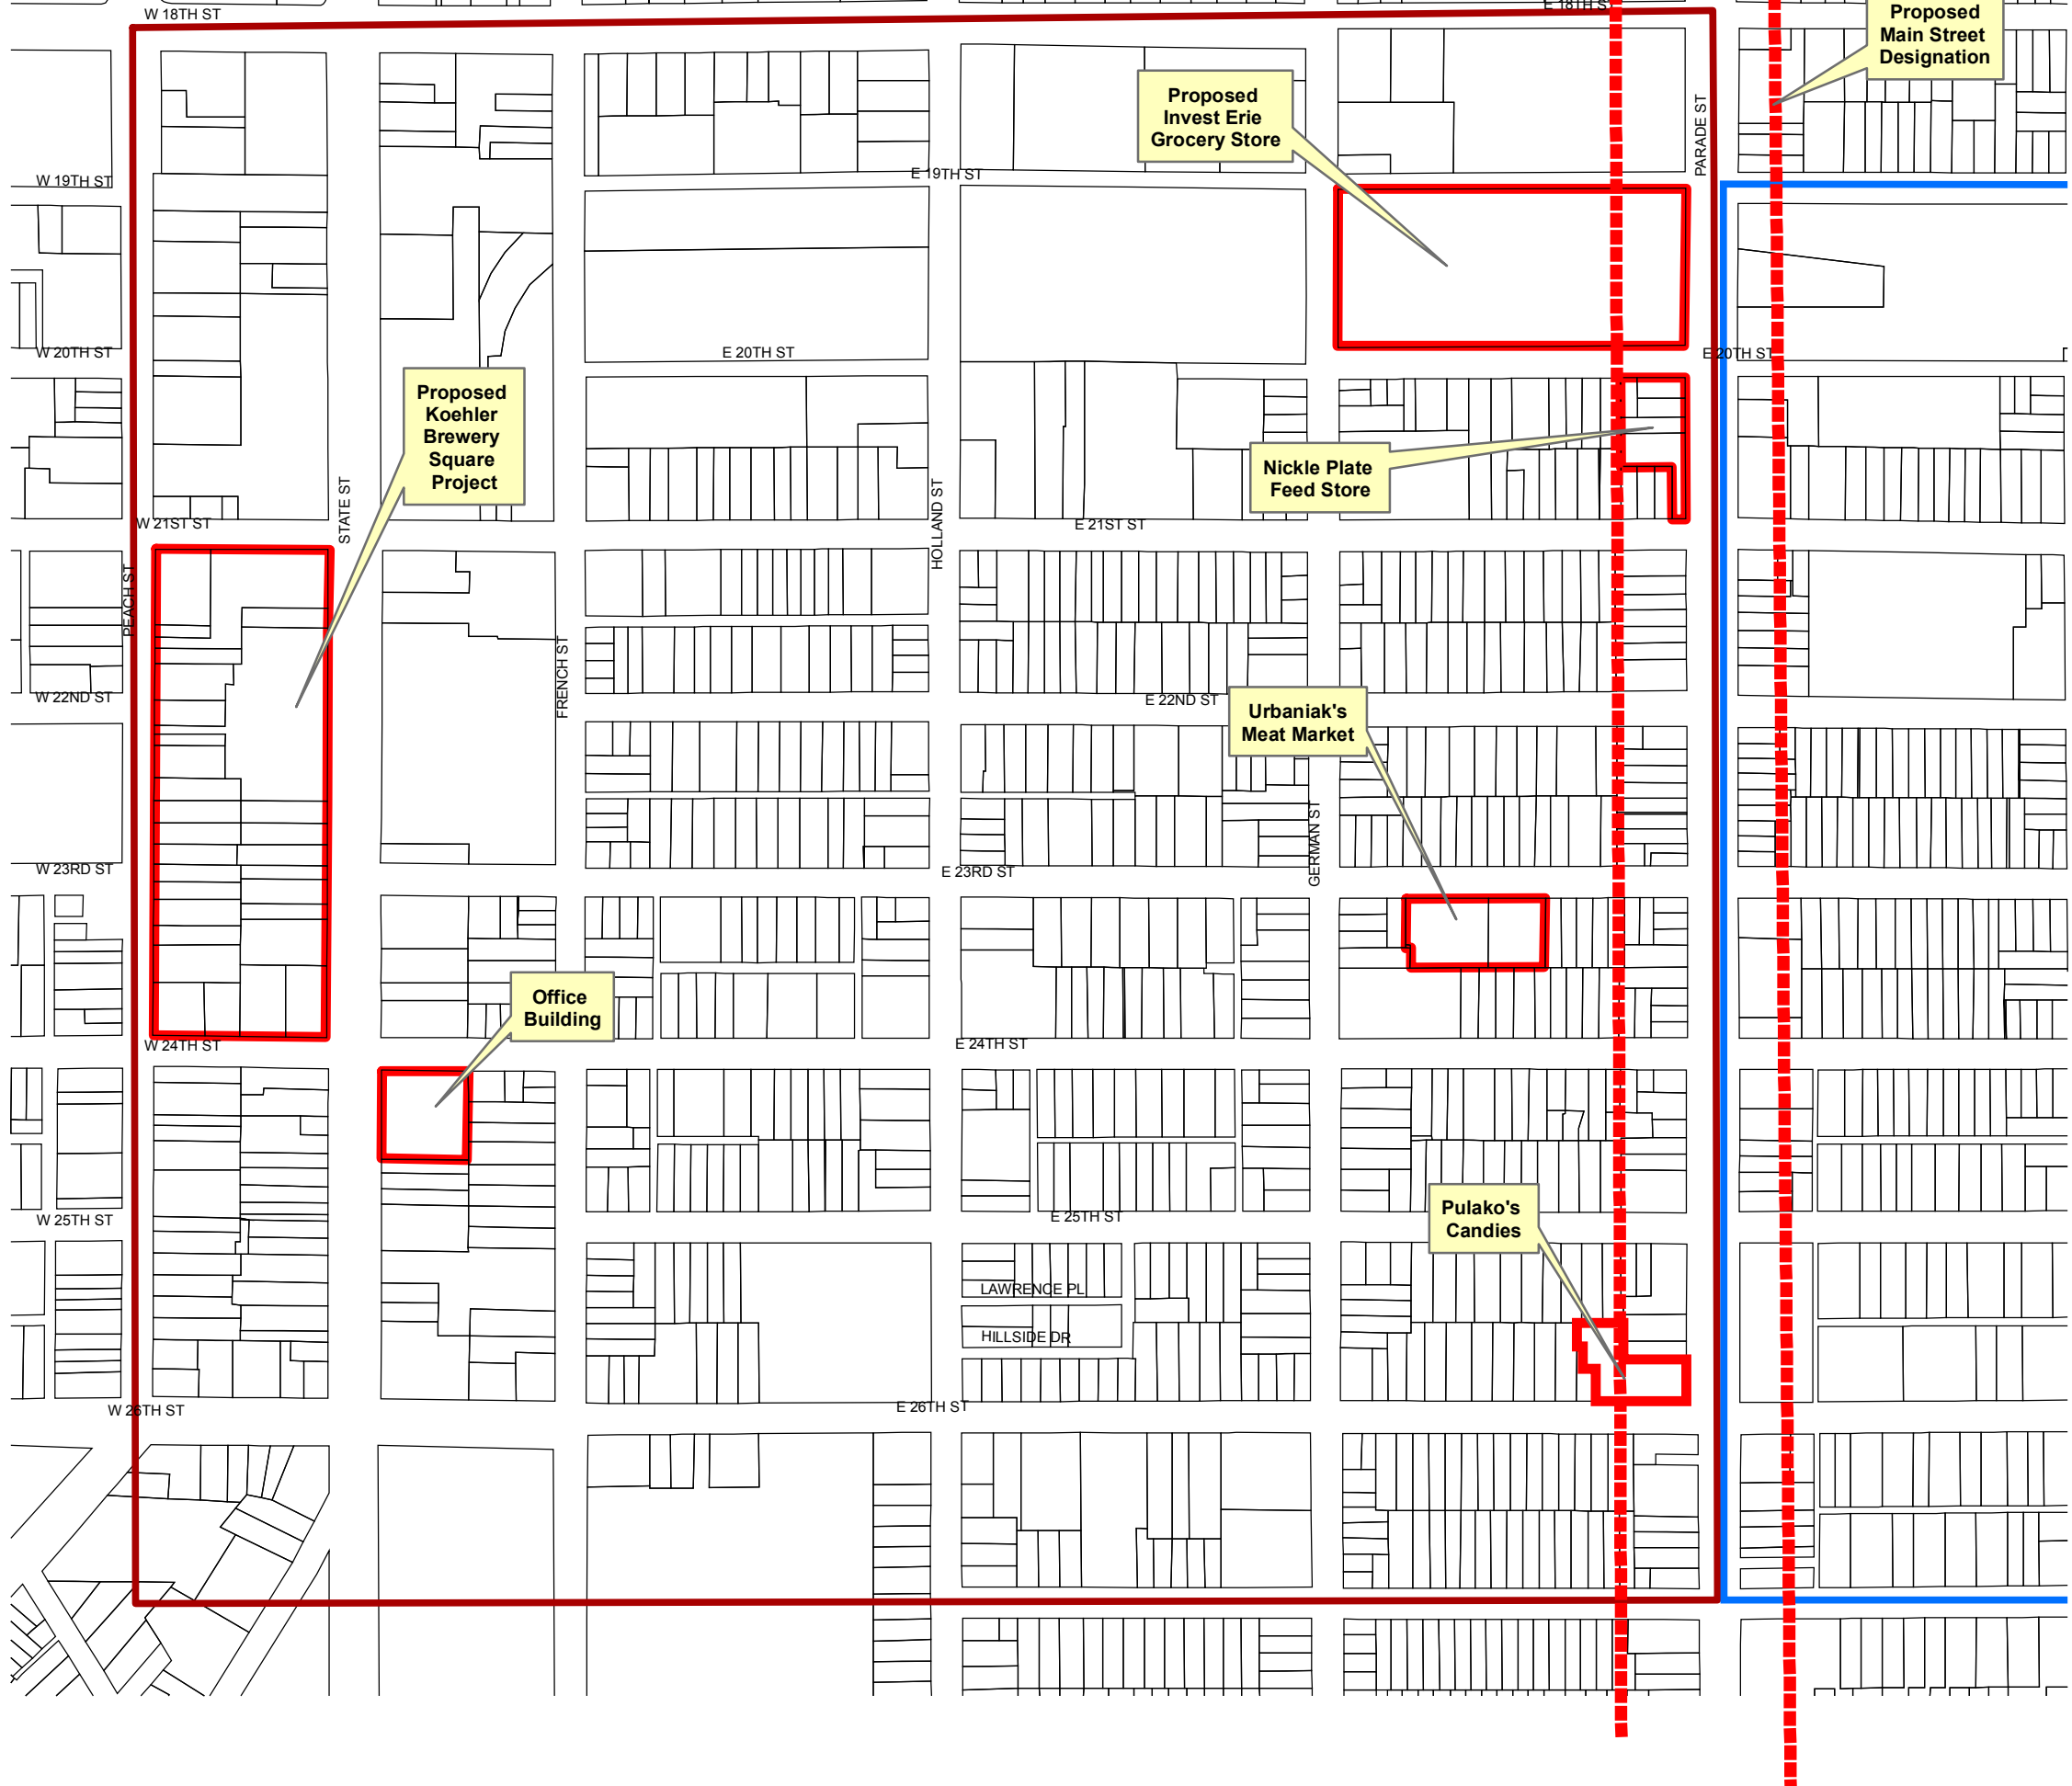 W 18TH ST
E 18TH ST
Proposed
Main Street
Designation
Proposed
Invest Erie
Grocery Store
PARADE ST
W 19TH ST
E 19TH ST
W 20TH ST
E 20TH ST
E 20TH ST
Proposed
Koehler
Brewery
Square
Project
Nickle Plate
Feed Store
STATE ST
HOLLAND ST
W 21ST ST
E 21ST ST
PEACH ST
FRENCH ST
W 22ND ST
E 22ND ST
Urbaniak's
Meat Market
GERMAN ST
W 23RD ST
E 23RD ST
Office
Building
W 24TH ST
E 24TH ST
Pulako's
Candies
W 25TH ST
E 25TH ST
LAWRENCE PL
HILLSIDE DR
W 26TH ST
E 26TH ST